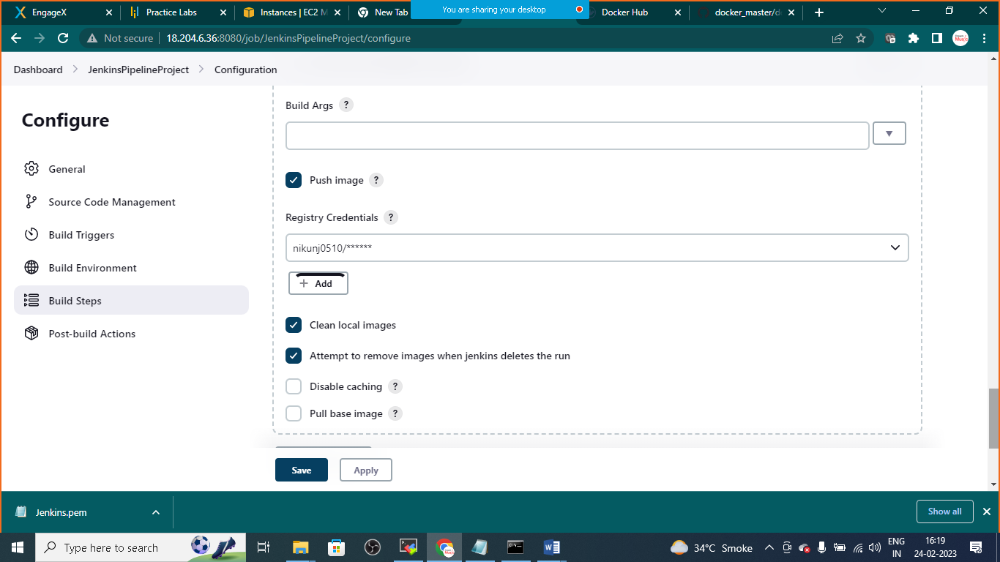 EngageX
Practice Labs
Instances | EC2 M
New Tab
You are sharing your desktop
Docker Hub
docker_master/d
Not secure
18.204.6.36:8080/job/JenkinsPipelineProject/configure
Dashboard
JenkinsPipelineProject
Configuration
Configure
General
Source Code Management
Build Triggers
Build Environment
Build Steps
Post-build Actions
Build Args ?
Push image ?
Registry Credentials ?
nikunj0510/******
+ Add
Clean local images
Attempt to remove images when jenkins deletes the run
Disable caching ?
Pull base image ?
Save
Apply
Jenkins.pem
Show all
Type here to search
34°C Smoke
ENG
IN
16:19
24-02-2023